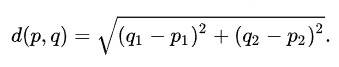 d(p,q) = √((q₁ − p₁)² + (q₂ − p₂)²).